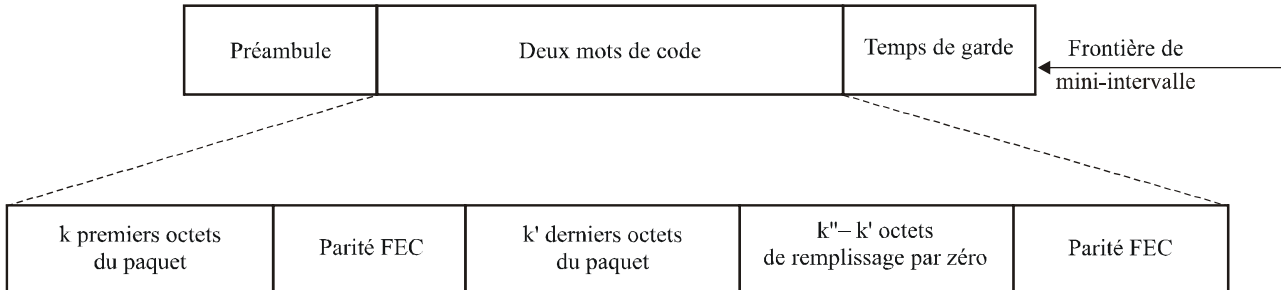 Préambule
Deux mots de code
Temps de garde
Frontière de
mini-intervalle
k premiers octets
du paquet
Parité FEC
k' derniers octets
du paquet
k"– k' octets
de remplissage par zéro
Parité FEC